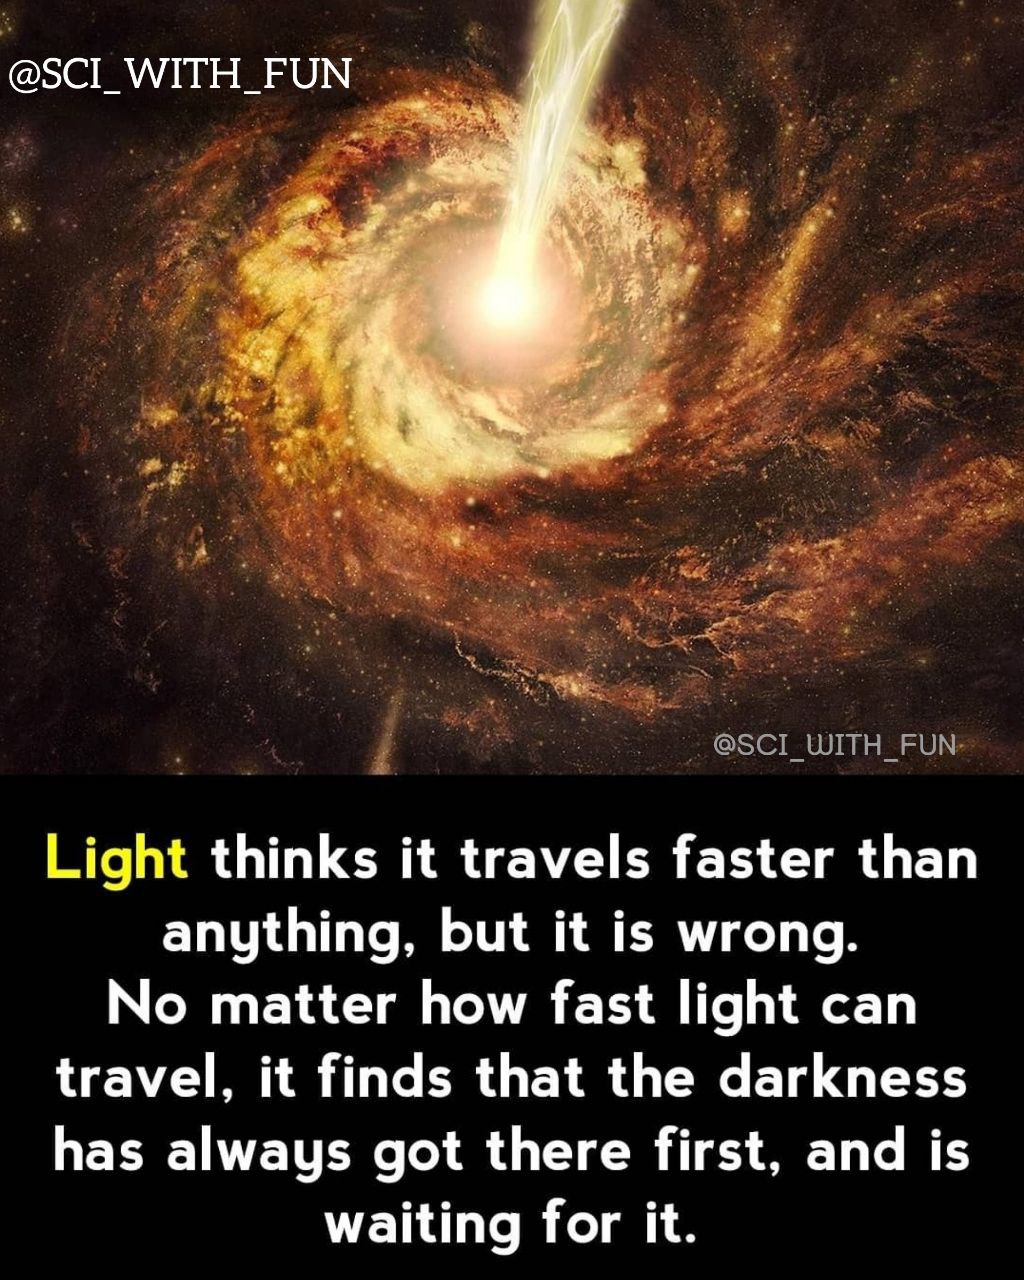 @SCI_WITH_FUN
@SCI_WITH_FUN
Light thinks it travels faster than
anything, but it is wrong.
No matter how fast light can
travel, it finds that the darkness
has always got there first, and is
waiting for it.